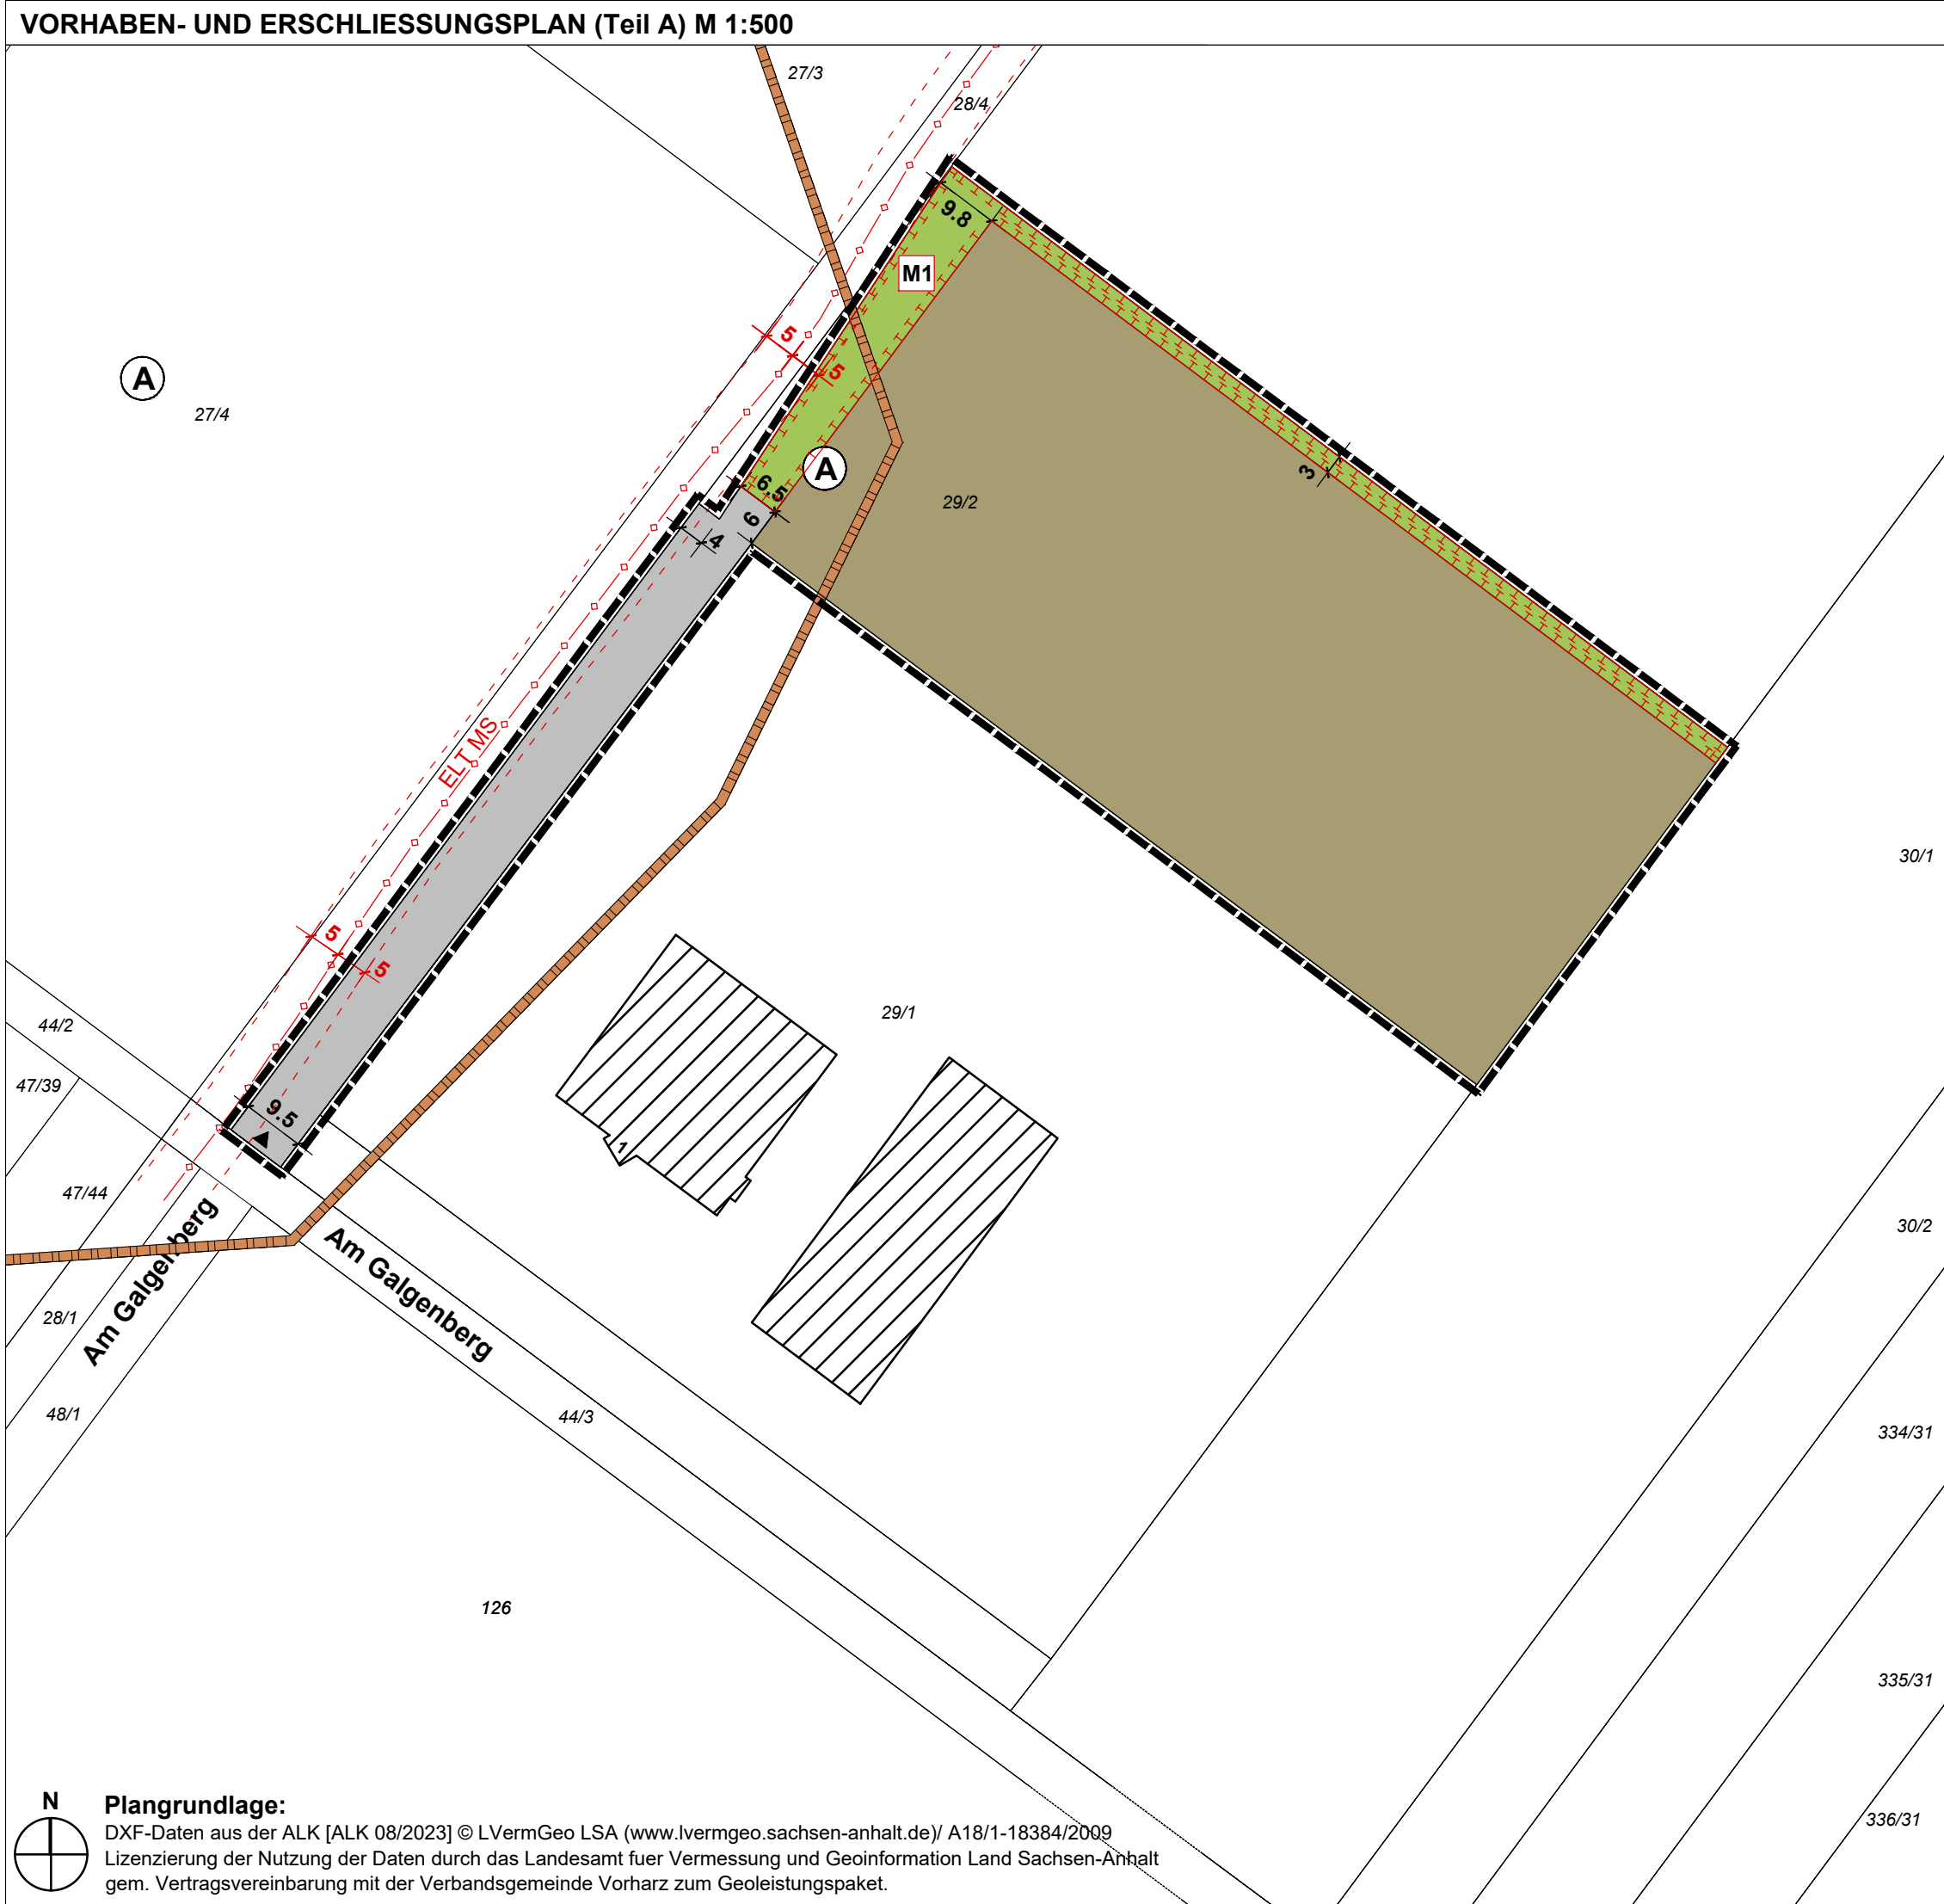 VORHABEN- UND ERSCHLIESSUNGSPLAN (Teil A) M 1:500
27/3
28/4
9.8
M1
5
5
A
27/4
A
6.5
29/2
3
6
4
ELT MS
30/1
5
5
29/1
44/2
47/39
9.5
1
47/44
Am Galgenberg
Am Galgenberg
30/2
28/1
48/1
44/3
334/31
126
335/31
336/31
N
Plangrundlage:
DXF-Daten aus der ALK [ALK 08/2023] © LVermGeo LSA (www.lvermgeo.sachsen-anhalt.de)/ A18/1-18384/2009
Lizenzierung der Nutzung der Daten durch das Landesamt fuer Vermessung und Geoinformation Land Sachsen-Anhalt
gem. Vertragsvereinbarung mit der Verbandsgemeinde Vorharz zum Geoleistungspaket.